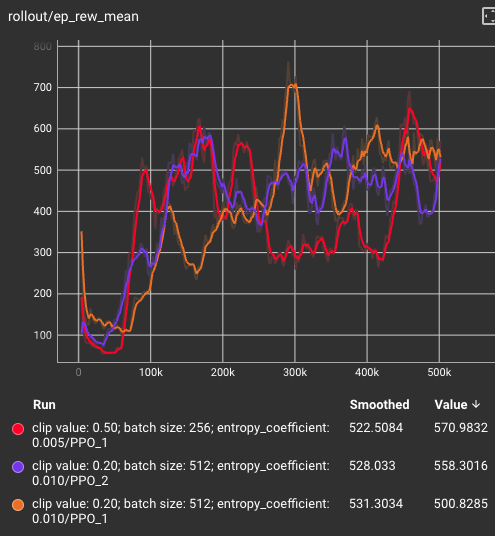 rollout/ep_rew_mean
800
700
600
500
400
300
200
100
0 100k 200k 300k 400k 500k
Run Smoothed Value ↓
clip value: 0.50; batch size: 256; entropy_coefficient: 522.5084 570.9832
0.005/PPO_1
clip value: 0.20; batch size: 512; entropy_coefficient: 528.033 558.3016
0.010/PPO_2
clip value: 0.20; batch size: 512; entropy_coefficient: 531.3034 500.8285
0.010/PPO_1